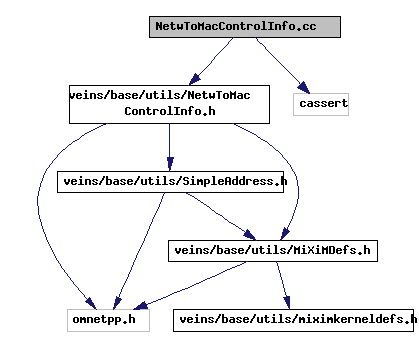 NetwToMacControlInfo.cc
veins/base/utils/NetwToMac
ControlInfo.h
cassert
veins/base/utils/SimpleAddress.h
veins/base/utils/MiXiMDefs.h
omnetpp.h
veins/base/utils/miximkerneldefs.h